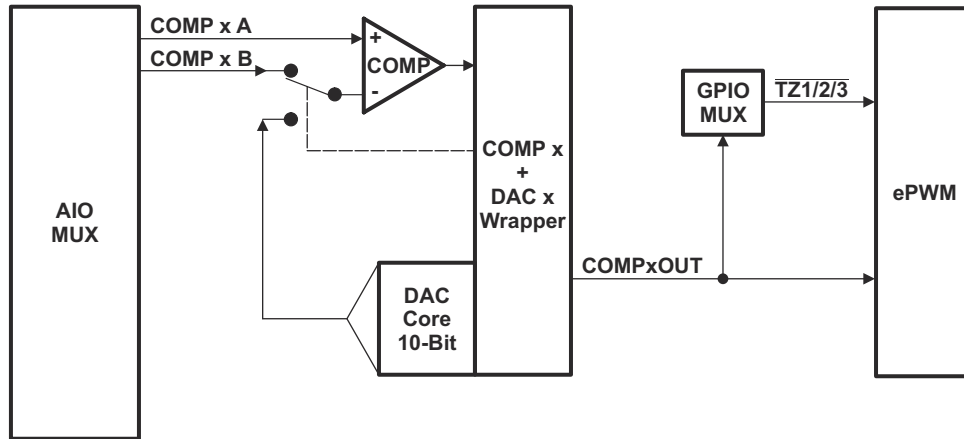 COMP x A
COMP x B
+
COMP
-
GPIO
MUX
TZ1/2/3
COMP x
+
DAC x
Wrapper
AIO
MUX
ePWM
COMPxOUT
DAC
Core
10-Bit